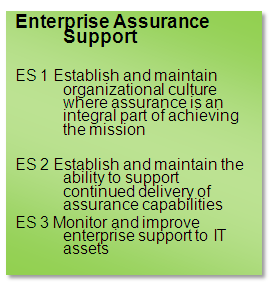 Enterprise Assurance
Support
ES 1 Establish and maintain
organizational culture
where assurance is an
integral part of achieving
the mission
ES 2 Establish and maintain the
ability to support
continued delivery of
assurance capabilities
ES 3 Monitor and improve
enterprise support to IT
assets